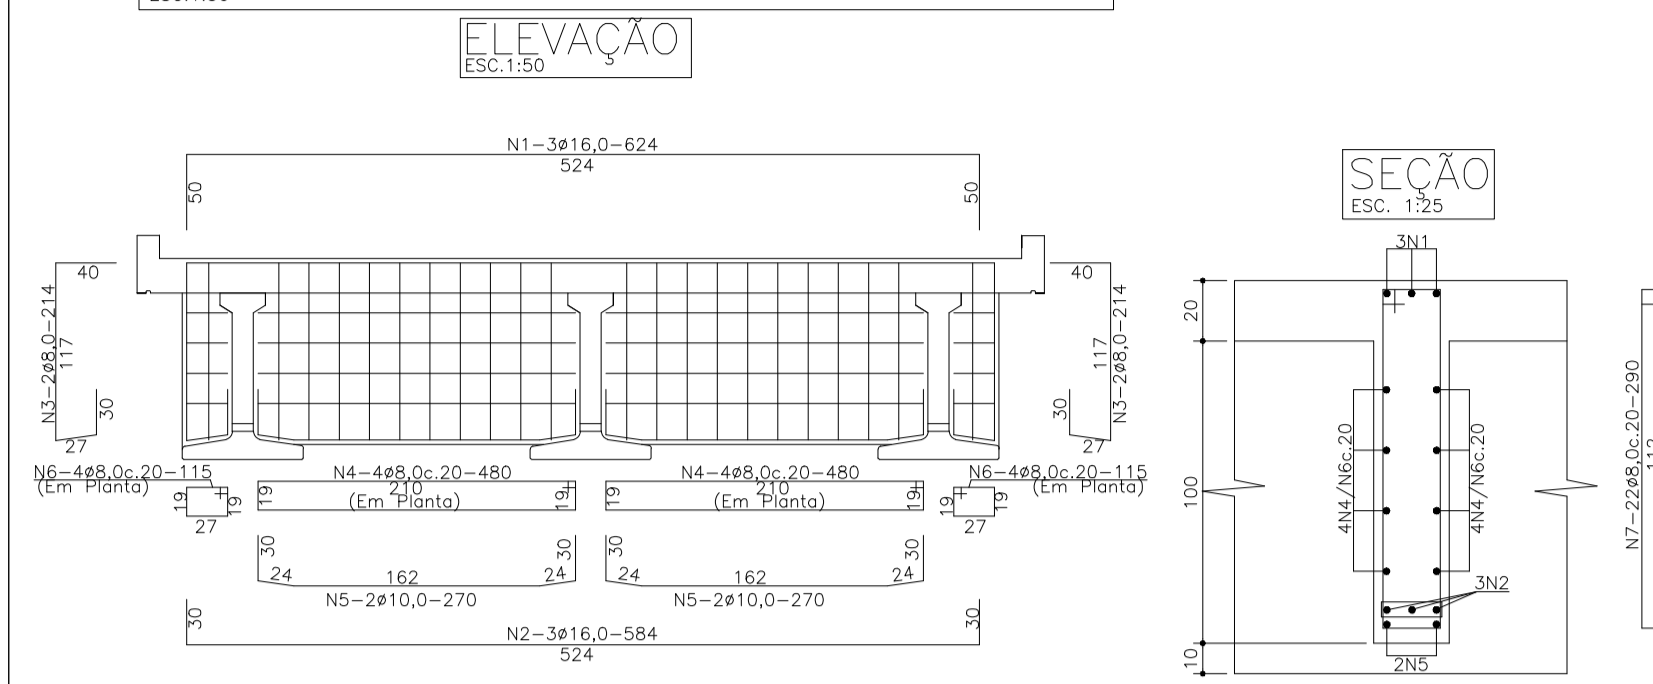 ELEVAÇÃO
ESC.1:50
N1-3ø16,0-624
524
50
50
SEÇÃO
ESC. 1:25
3N1
40
40
N3-2ø8,0-214
117
30
27
117
N3-2ø8,0-214
30
27
20
100
10
4N4/N6c.20
4N4/N6c.20
3N2
2N5
N7-22ø8,0c.20-290
N6-4ø8,0c.20-115
(Em Planta)
19
19
27
N4-4ø8,0c.20-480
210
(Em Planta)
19
19
N4-4ø8,0c.20-480
210
(Em Planta)
19
19
N6-4ø8,0c.20-115
(Em Planta)
19
19
27
30
24
162
24
30
N5-2ø10,0-270
30
24
162
24
30
N5-2ø10,0-270
30
30
N2-3ø16,0-584
524